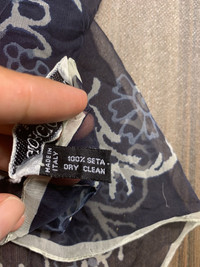 MADE IN
ITALY
100% SETA
DRY CLEAN